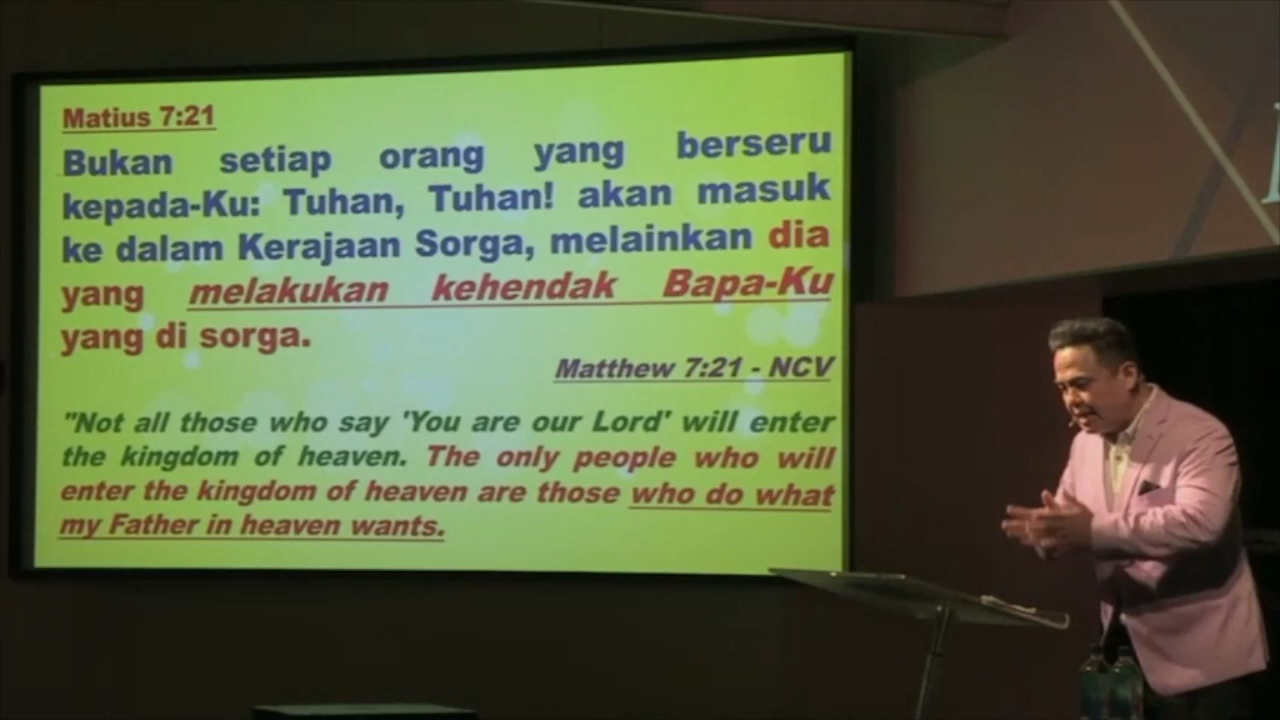 Matius 7:21
Bukan setiap orang yang berseru
kepada-Ku: Tuhan, Tuhan! akan masuk
ke dalam Kerajaan Sorga, melainkan dia
yang melakukan kehendak Bapa-Ku
yang di sorga.
Matthew 7:21 - NCV
"Not all those who say 'You are our Lord' will enter
the kingdom of heaven. The only people who will
enter the kingdom of heaven are those who do what
my Father in heaven wants.